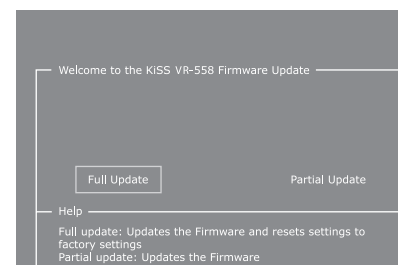 Welcome to the KiSS VR-558 Firmware Update
Full Update
Partial Update
Help
Full update: Updates the Firmware and resets settings to
factory settings
Partial update: Updates the Firmware